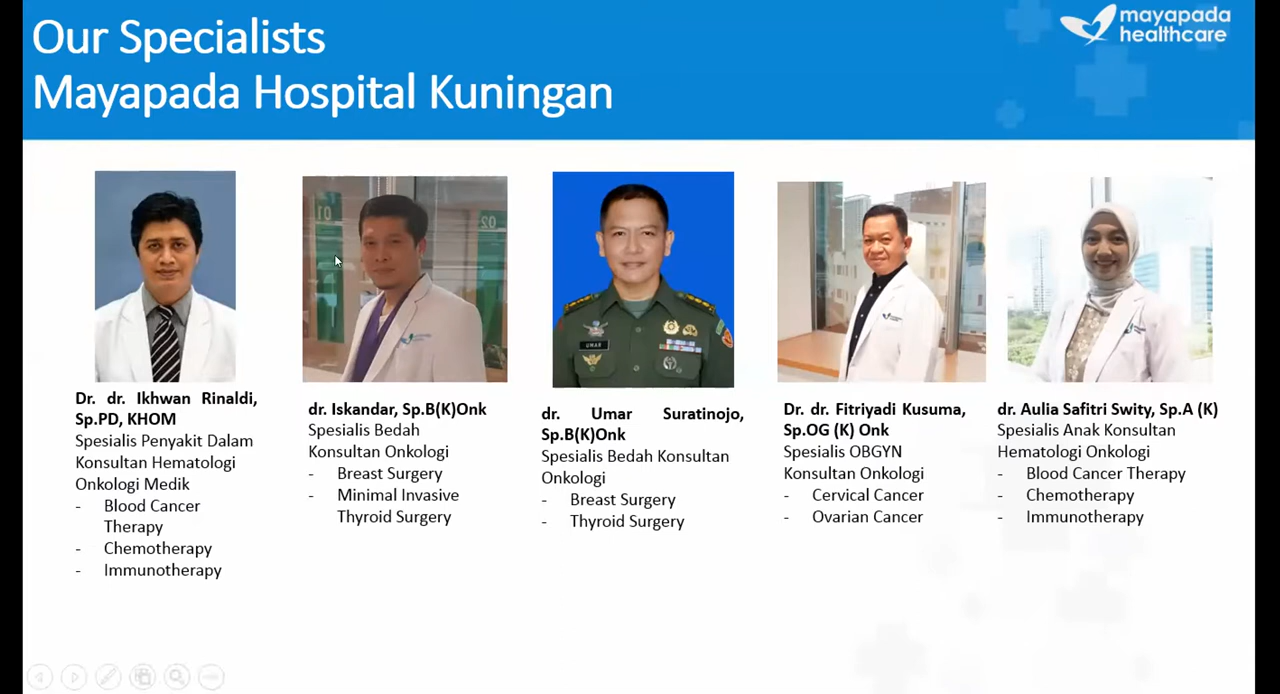 Our Specialists
Mayapada Hospital Kuningan
mayapada
healthcare
01
02
UMAR
Dr. dr. Ikhwan Rinaldi,
Sp.PD, KHOM
Spesialis Penyakit Dalam
Konsultan Hematologi
Onkologi Medik
- Blood Cancer
Therapy
- Chemotherapy
- Immunotherapy
dr. Iskandar, Sp.B(K)Onk
Spesialis Bedah
Konsultan Onkologi
- Breast Surgery
- Minimal Invasive
Thyroid Surgery
dr. Umar Suratinojo,
Sp.B(K)Onk
Spesialis Bedah Konsultan
Onkologi
- Breast Surgery
- Thyroid Surgery
Dr. dr. Fitriyadi Kusuma,
Sp.OG (K) Onk
Spesialis OBGYN
Konsultan Onkologi
- Cervical Cancer
- Ovarian Cancer
dr. Aulia Safitri Swity, Sp.A (K)
Spesialis Anak Konsultan
Hematologi Onkologi
- Blood Cancer Therapy
- Chemotherapy
- Immunotherapy